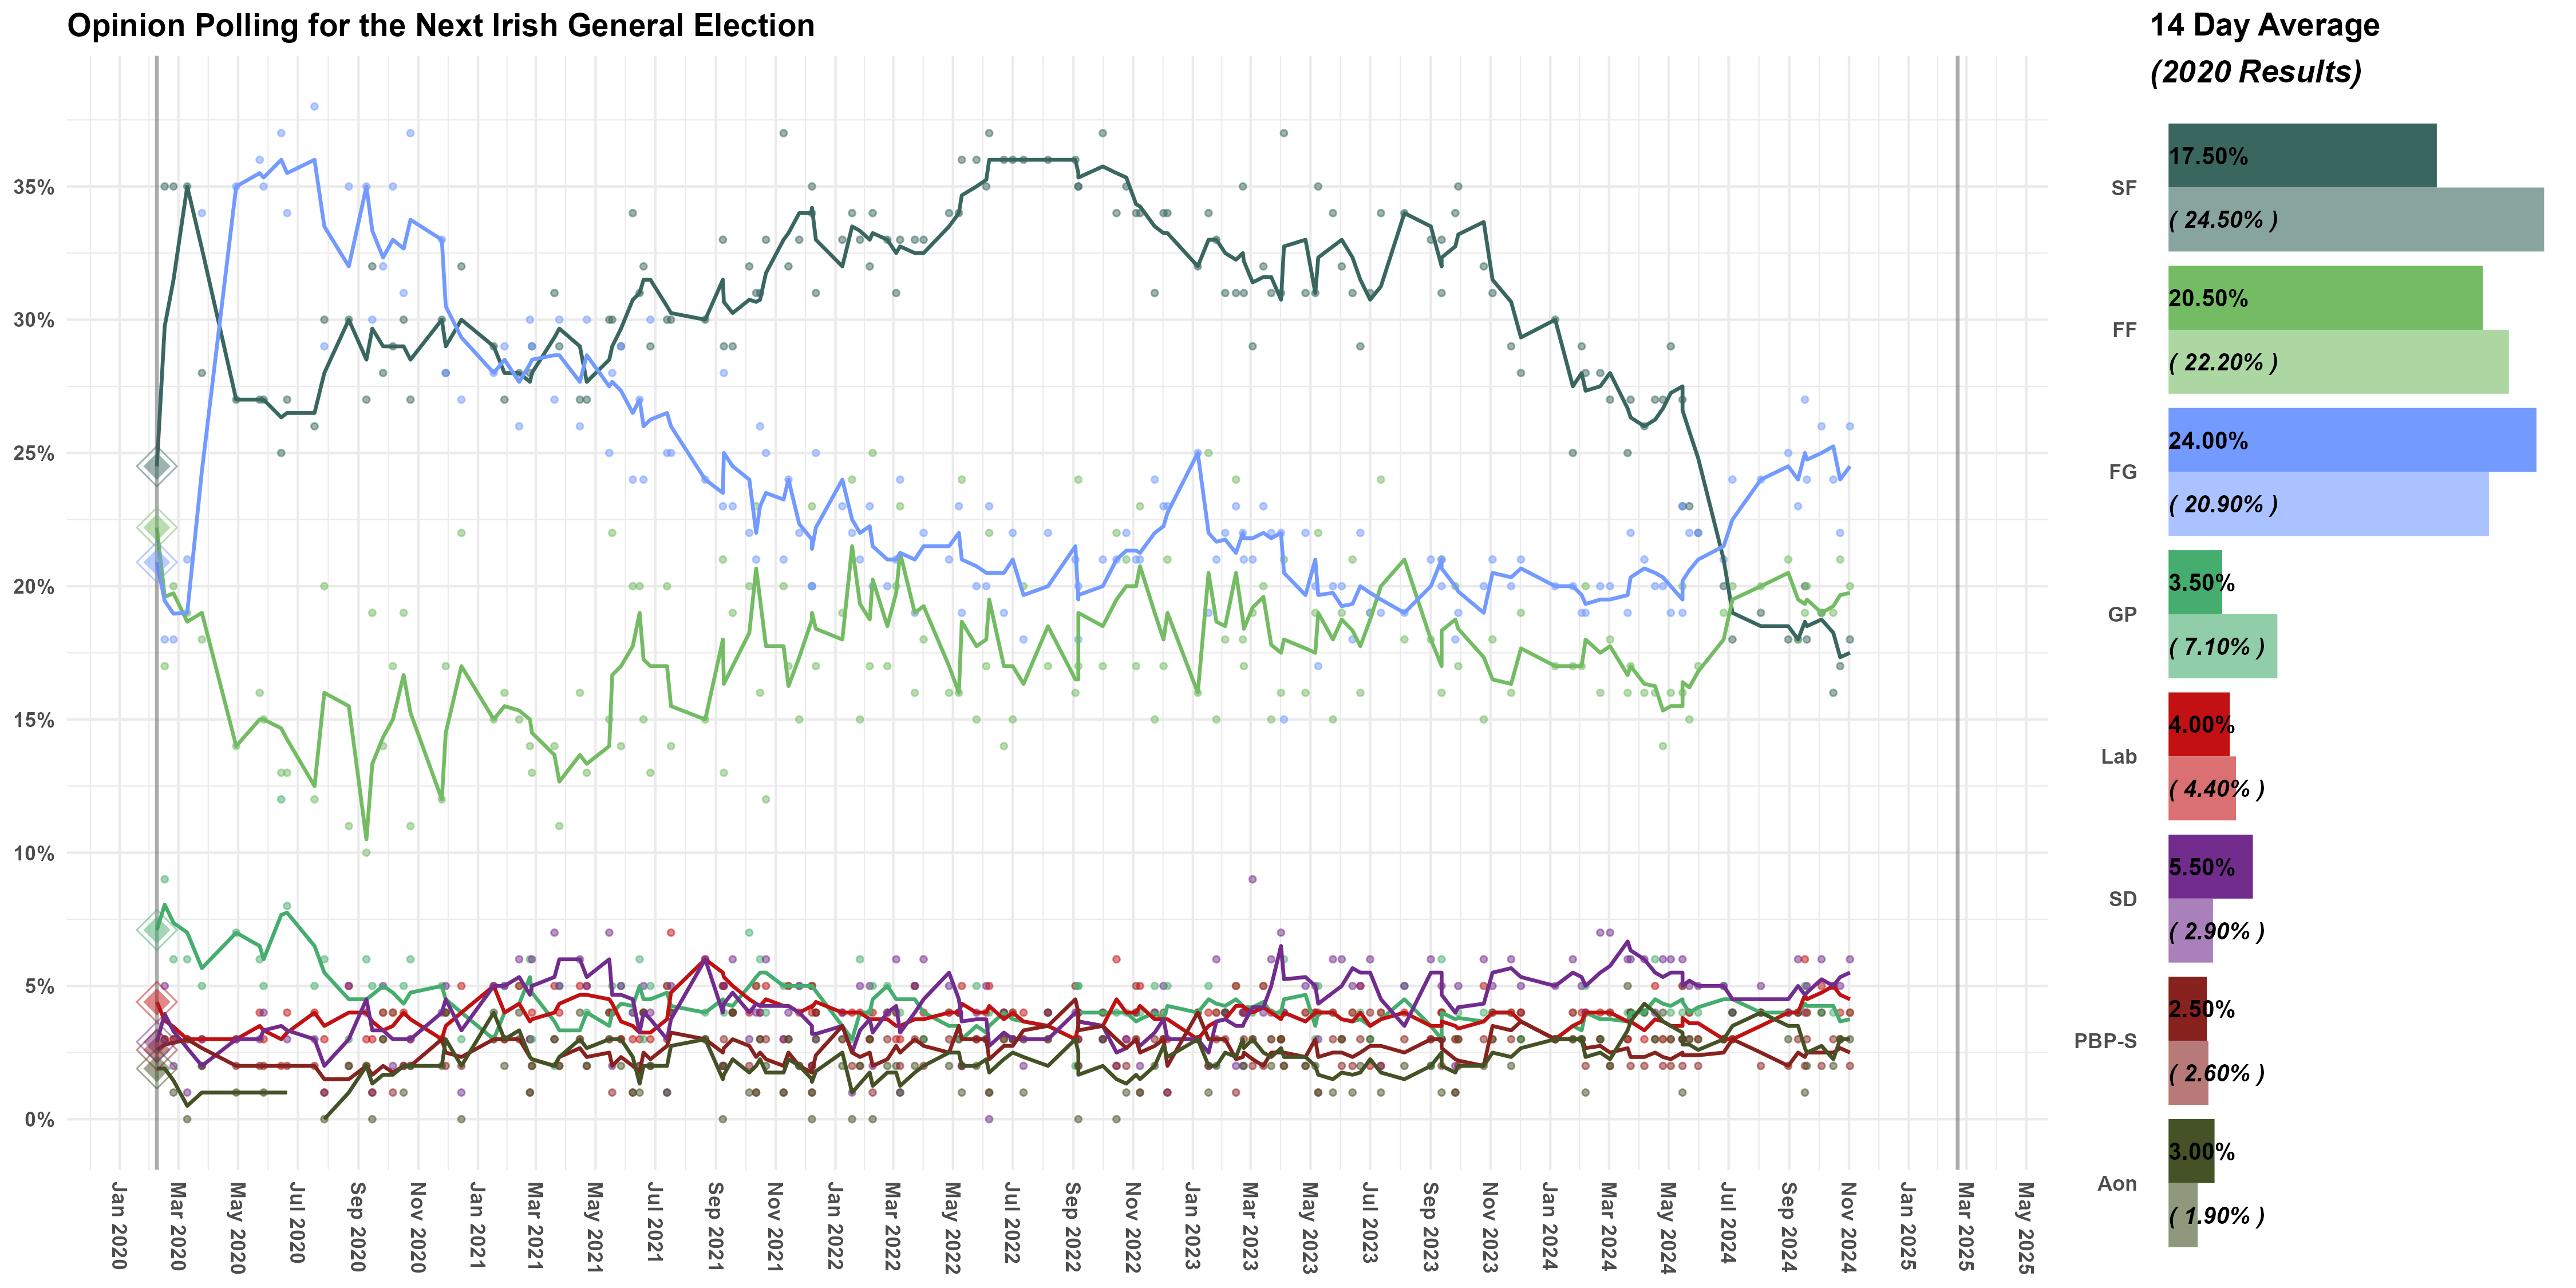 Opinion Polling for the Next Irish General Election
14 Day Average
(2020 Results)
35%
30%
25%
20%
15%
10%
5%
0%
Jan 2020
Mar 2020
May 2020
Jul 2020
Sep 2020
Nov 2020
Jan 2021
Mar 2021
May 2021
Jul 2021
Sep 2021
Nov 2021
Jan 2022
Mar 2022
May 2022
Jul 2022
Sep 2022
Nov 2022
Jan 2023
Mar 2023
May 2023
Jul 2023
Sep 2023
Nov 2023
Jan 2024
Mar 2024
May 2024
Jul 2024
Sep 2024
Nov 2024
Jan 2025
Mar 2025
May 2025
SF
17.50%
( 24.50% )
FF
20.50%
( 22.20% )
FG
24.00%
( 20.90% )
GP
3.50%
( 7.10% )
Lab
4.00%
( 4.40% )
SD
5.50%
( 2.90% )
PBP-S
2.50%
( 2.60% )
Aon
3.00%
( 1.90% )